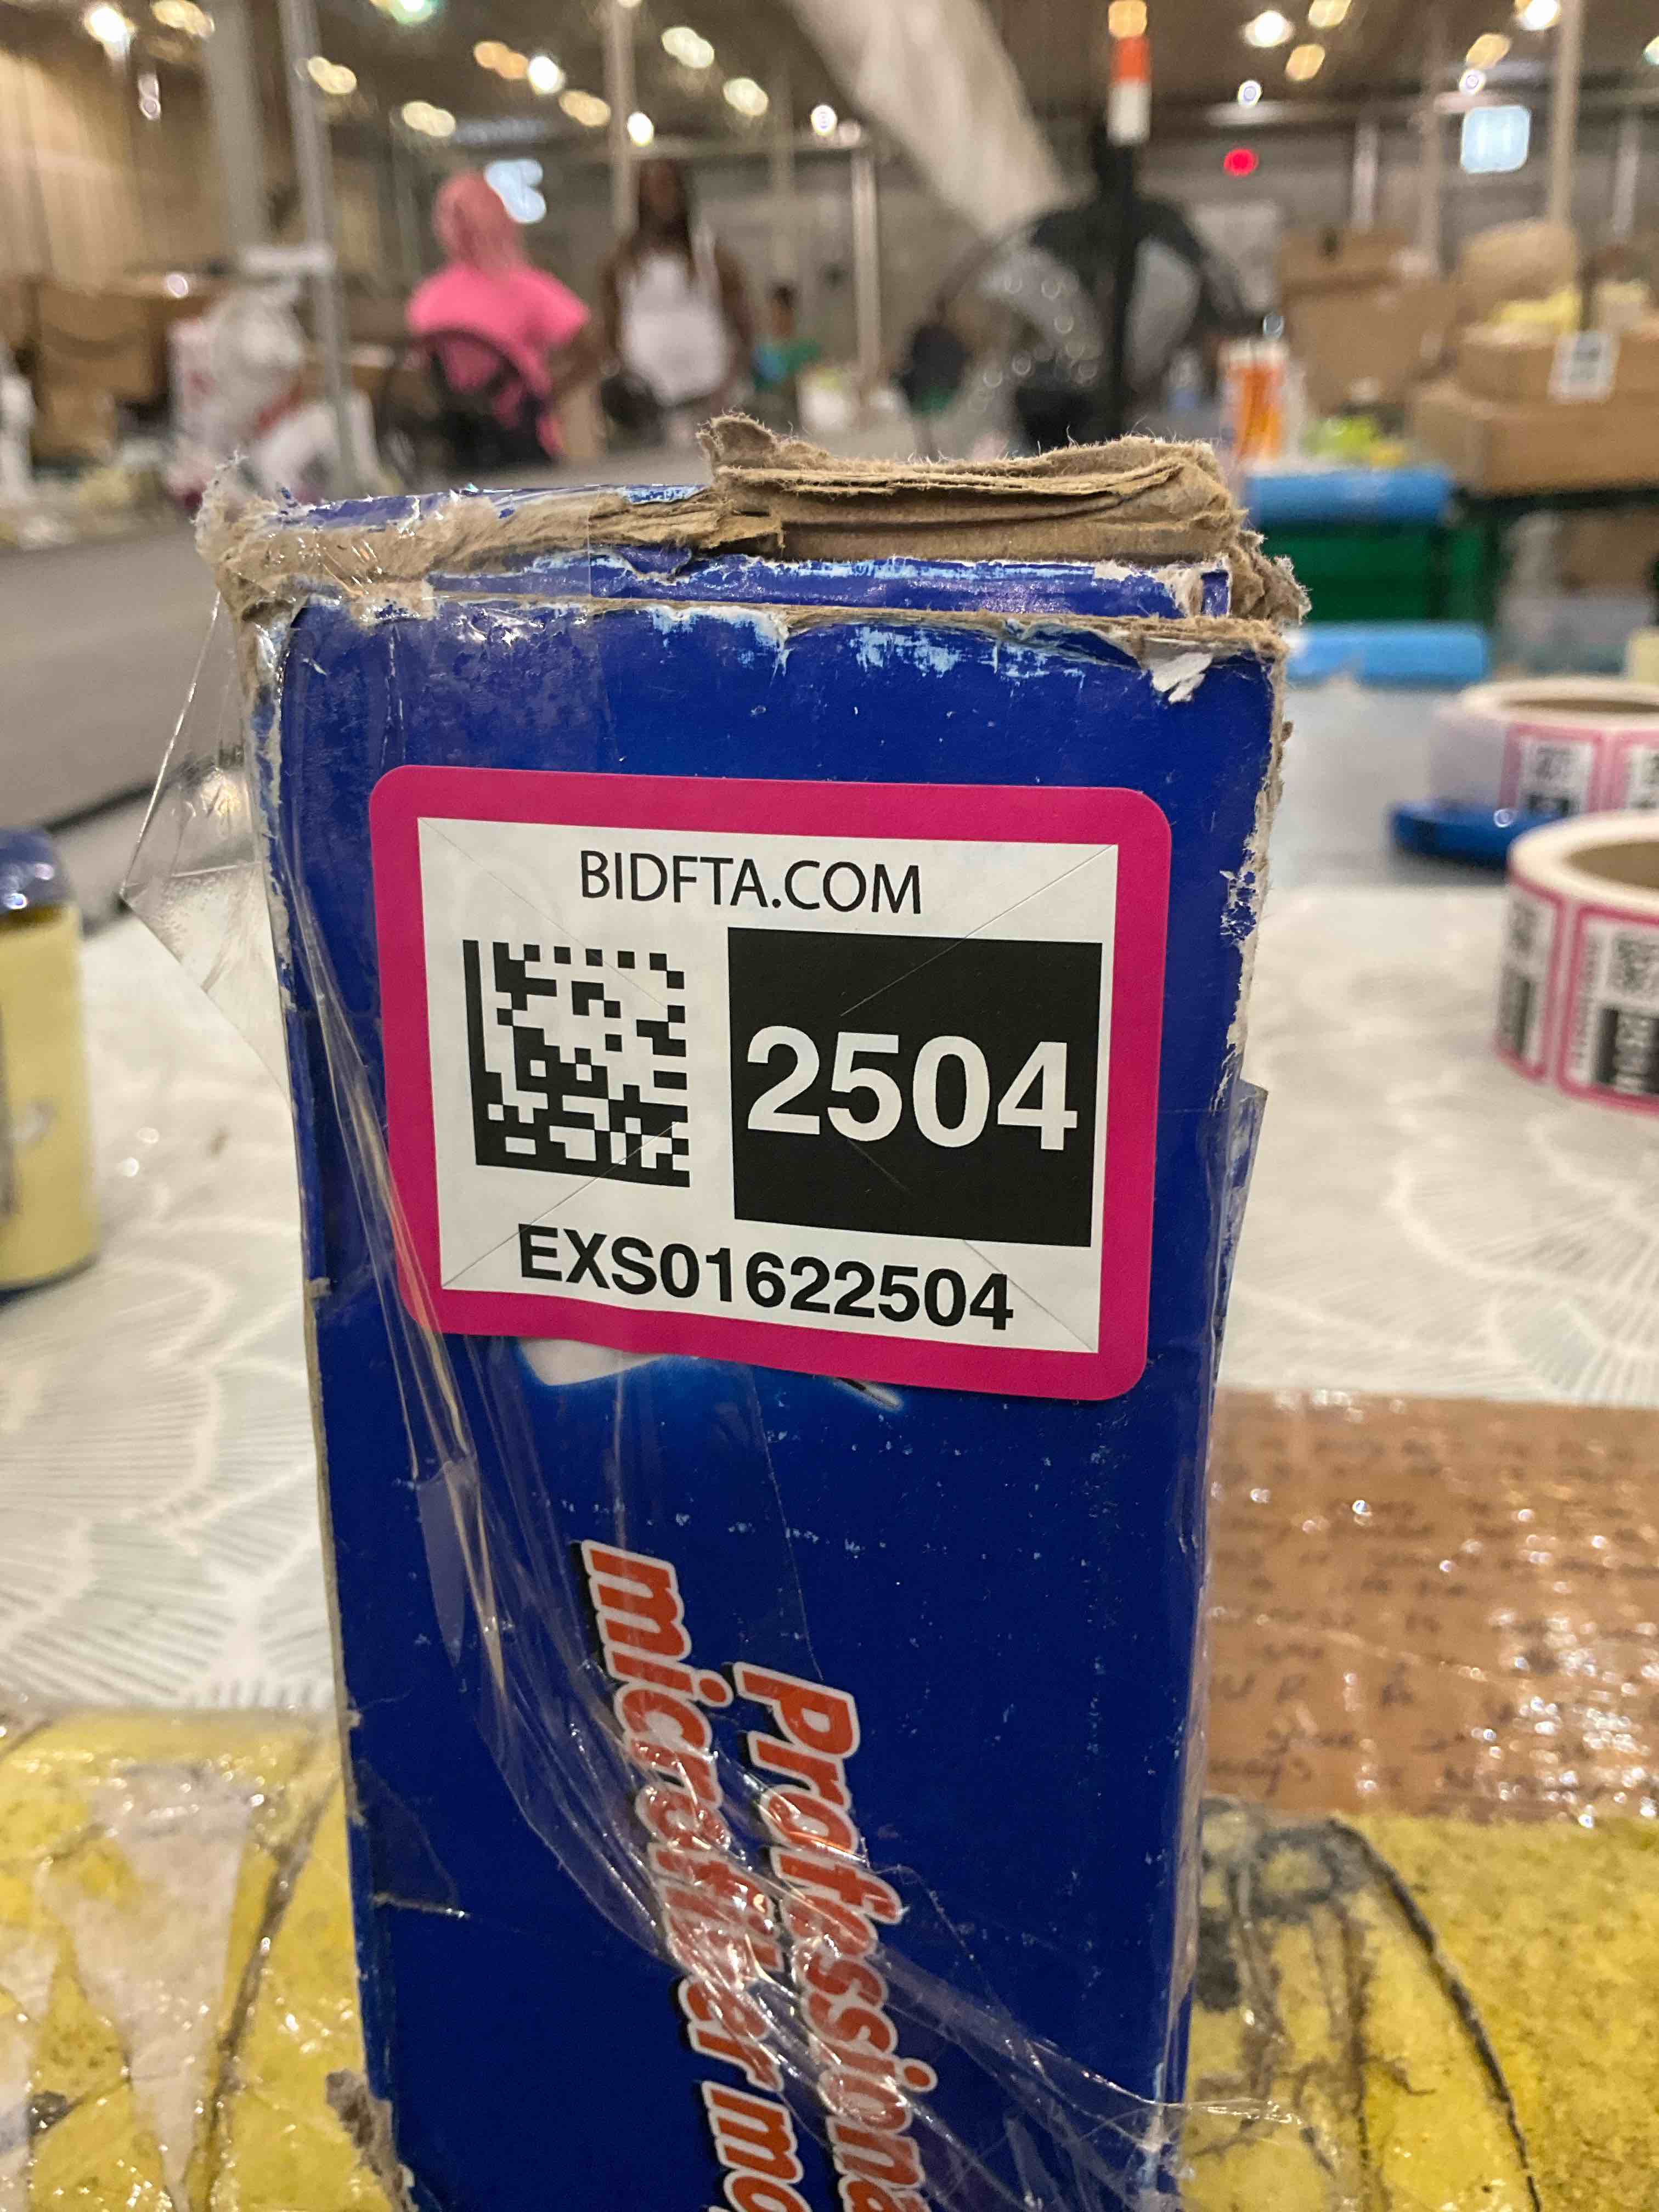 BIDFTA.COM
2504
EXS01622504
Professional
microfiber mo